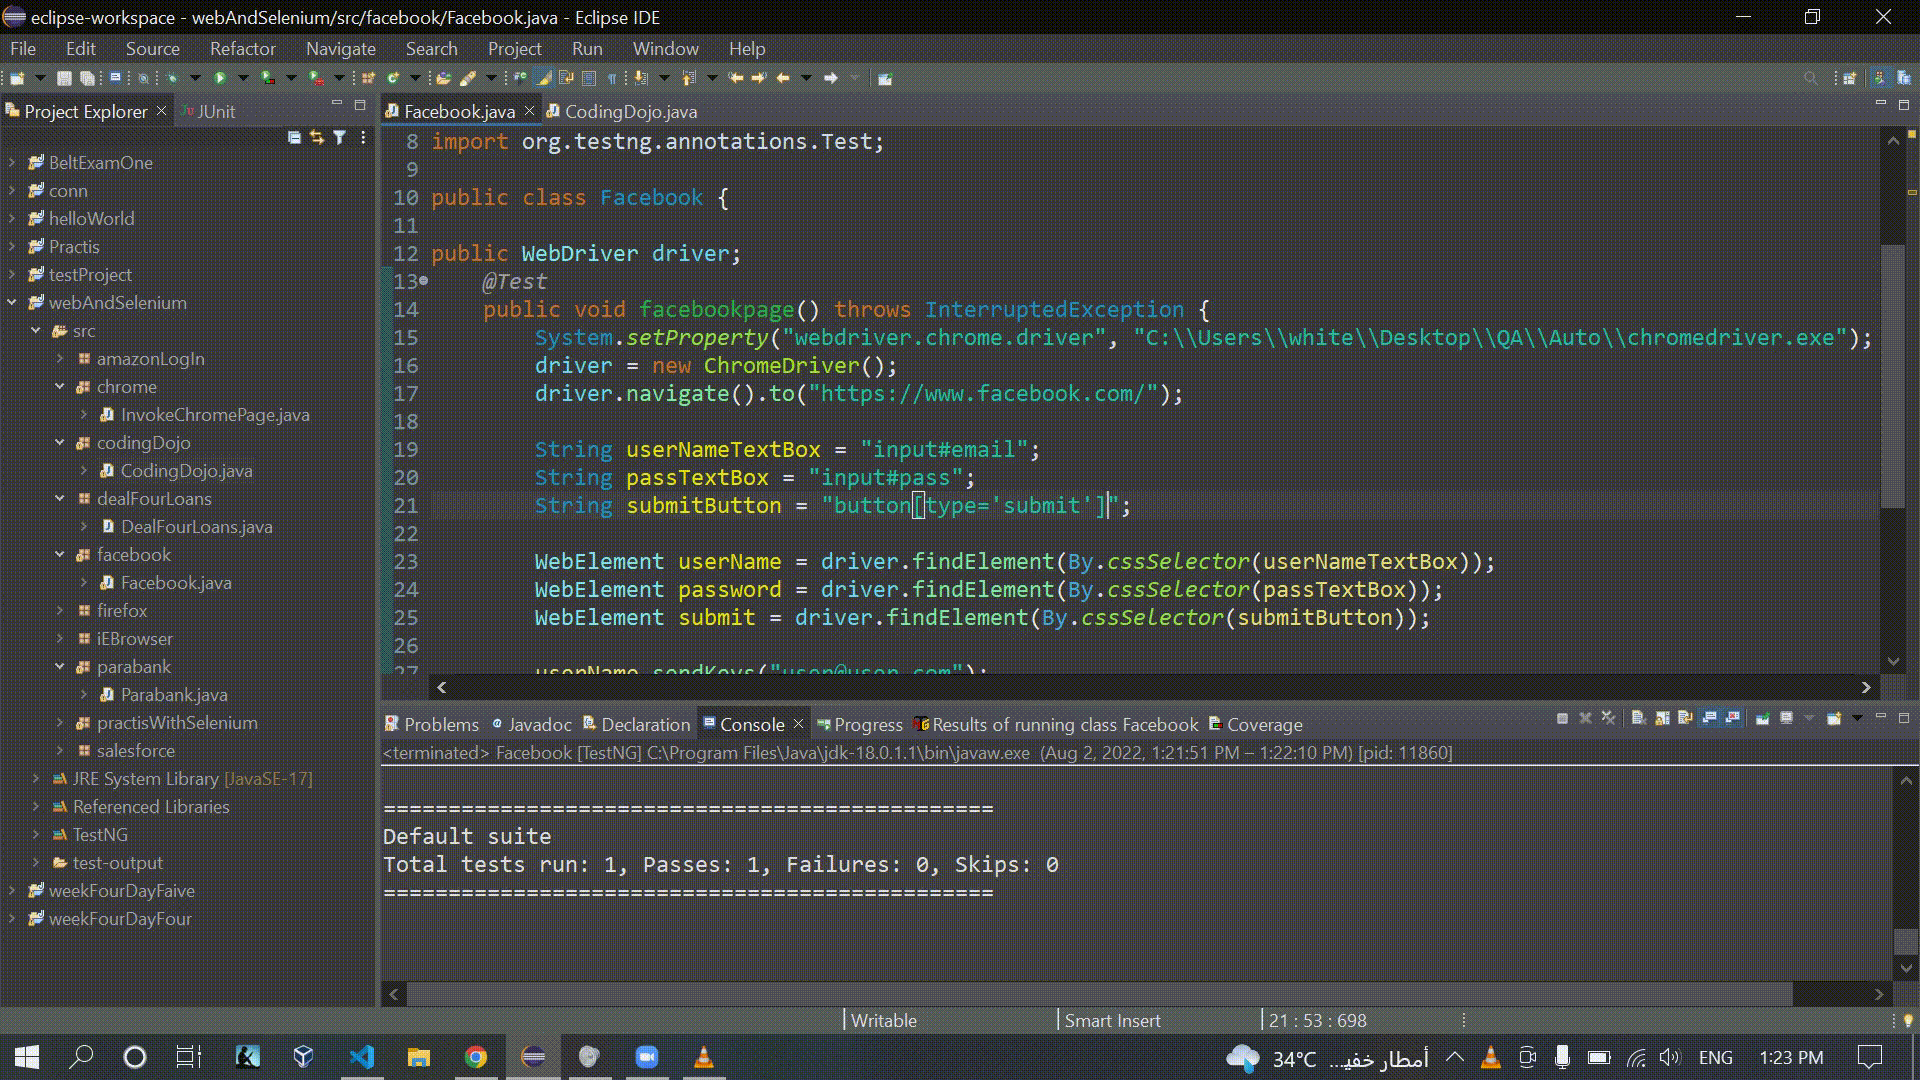 eclipse-workspace - webAndSelenium/src/facebook/Facebook.java - Eclipse IDE
File Edit Source Refactor Navigate Search Project Run Window Help
Project Explorer
JUnit
BeltExamOne
conn
helloWorld
Practis
testProject
webAndSelenium
src
amazonLogIn
chrome
InvokeChromePage.java
codingDojo
CodingDojo.java
dealFourLoans
DealFourLoans.java
facebook
Facebook.java
firefox
iEBrowser
parabank
Parabank.java
practisWithSelenium
salesforce
JRE System Library [JavaSE-17]
Referenced Libraries
TestNG
test-output
weekFourDayFaive
weekFourDayFour
Facebook.java
CodingDojo.java
8 import org.testng.annotations.Test;
9
10 public class Facebook {
11
12 public WebDriver driver;
13 @Test
14 public void facebookpage() throws InterruptedException {
15 System.setProperty("webdriver.chrome.driver", "C:\\Users\\white\\Desktop\\QA\\Auto\\chromedriver.exe");
16 driver = new ChromeDriver();
17 driver.navigate().to("https://www.facebook.com/");
18
19 String userNameTextBox = "input#email";
20 String passTextBox = "input#pass";
21 String submitButton = "button[type='submit']";
22
23 WebElement userName = driver.findElement(By.cssSelector(userNameTextBox));
24 WebElement password = driver.findElement(By.cssSelector(passTextBox));
25 WebElement submit = driver.findElement(By.cssSelector(submitButton));
26
27 userName.sendKeys("user@user.com");
Problems Javadoc Declaration Console Progress Results of running class Facebook Coverage
<terminated> Facebook [TestNG] C:\Program Files\Java\jdk-18.0.1.1\bin\javaw.exe (Aug 2, 2022, 1:21:51 PM – 1:22:10 PM) [pid: 11860]
===============================================
Default suite
Total tests run: 1, Passes: 1, Failures: 0, Skips: 0
===============================================
Writable
Smart Insert
21 : 53 : 698
34°C أمطار خفيـ...
ENG
1:23 PM